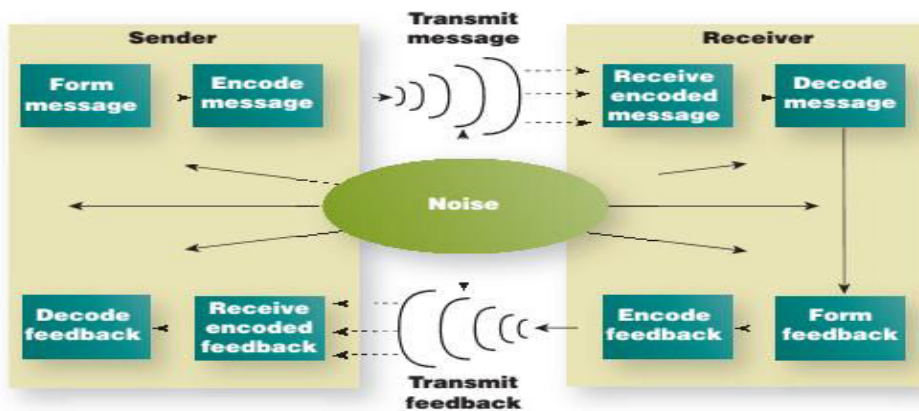 Transmit
message
Sender
Receiver
Form
message
Encode
message
Receive
encoded
message
Decode
message
Noise
Decode
feedback
Receive
encoded
feedback
Encode
feedback
Form
feedback
Transmit
feedback